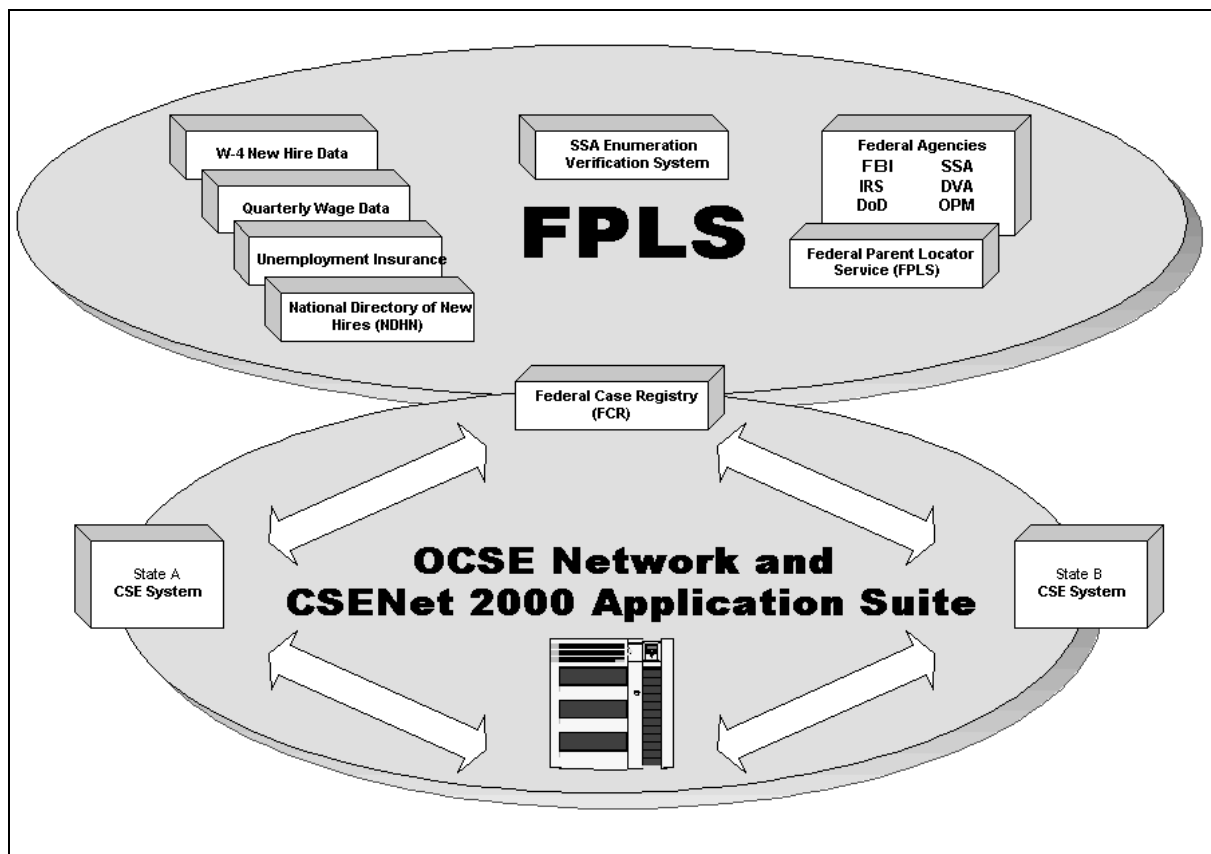 W-4 New Hire Data
Quarterly Wage Data
Unemployment Insurance
National Directory of New
Hires (NDHN)
SSA Enumeration
Verification System
FPLS
Federal Agencies
FBI SSA
IRS DVA
DoD OPM
Federal Parent Locator
Service (FPLS)
Federal Case Registry
(FCR)
State A
CSE System
OCSE Network and
CSENet 2000 Application Suite
State B
CSE System